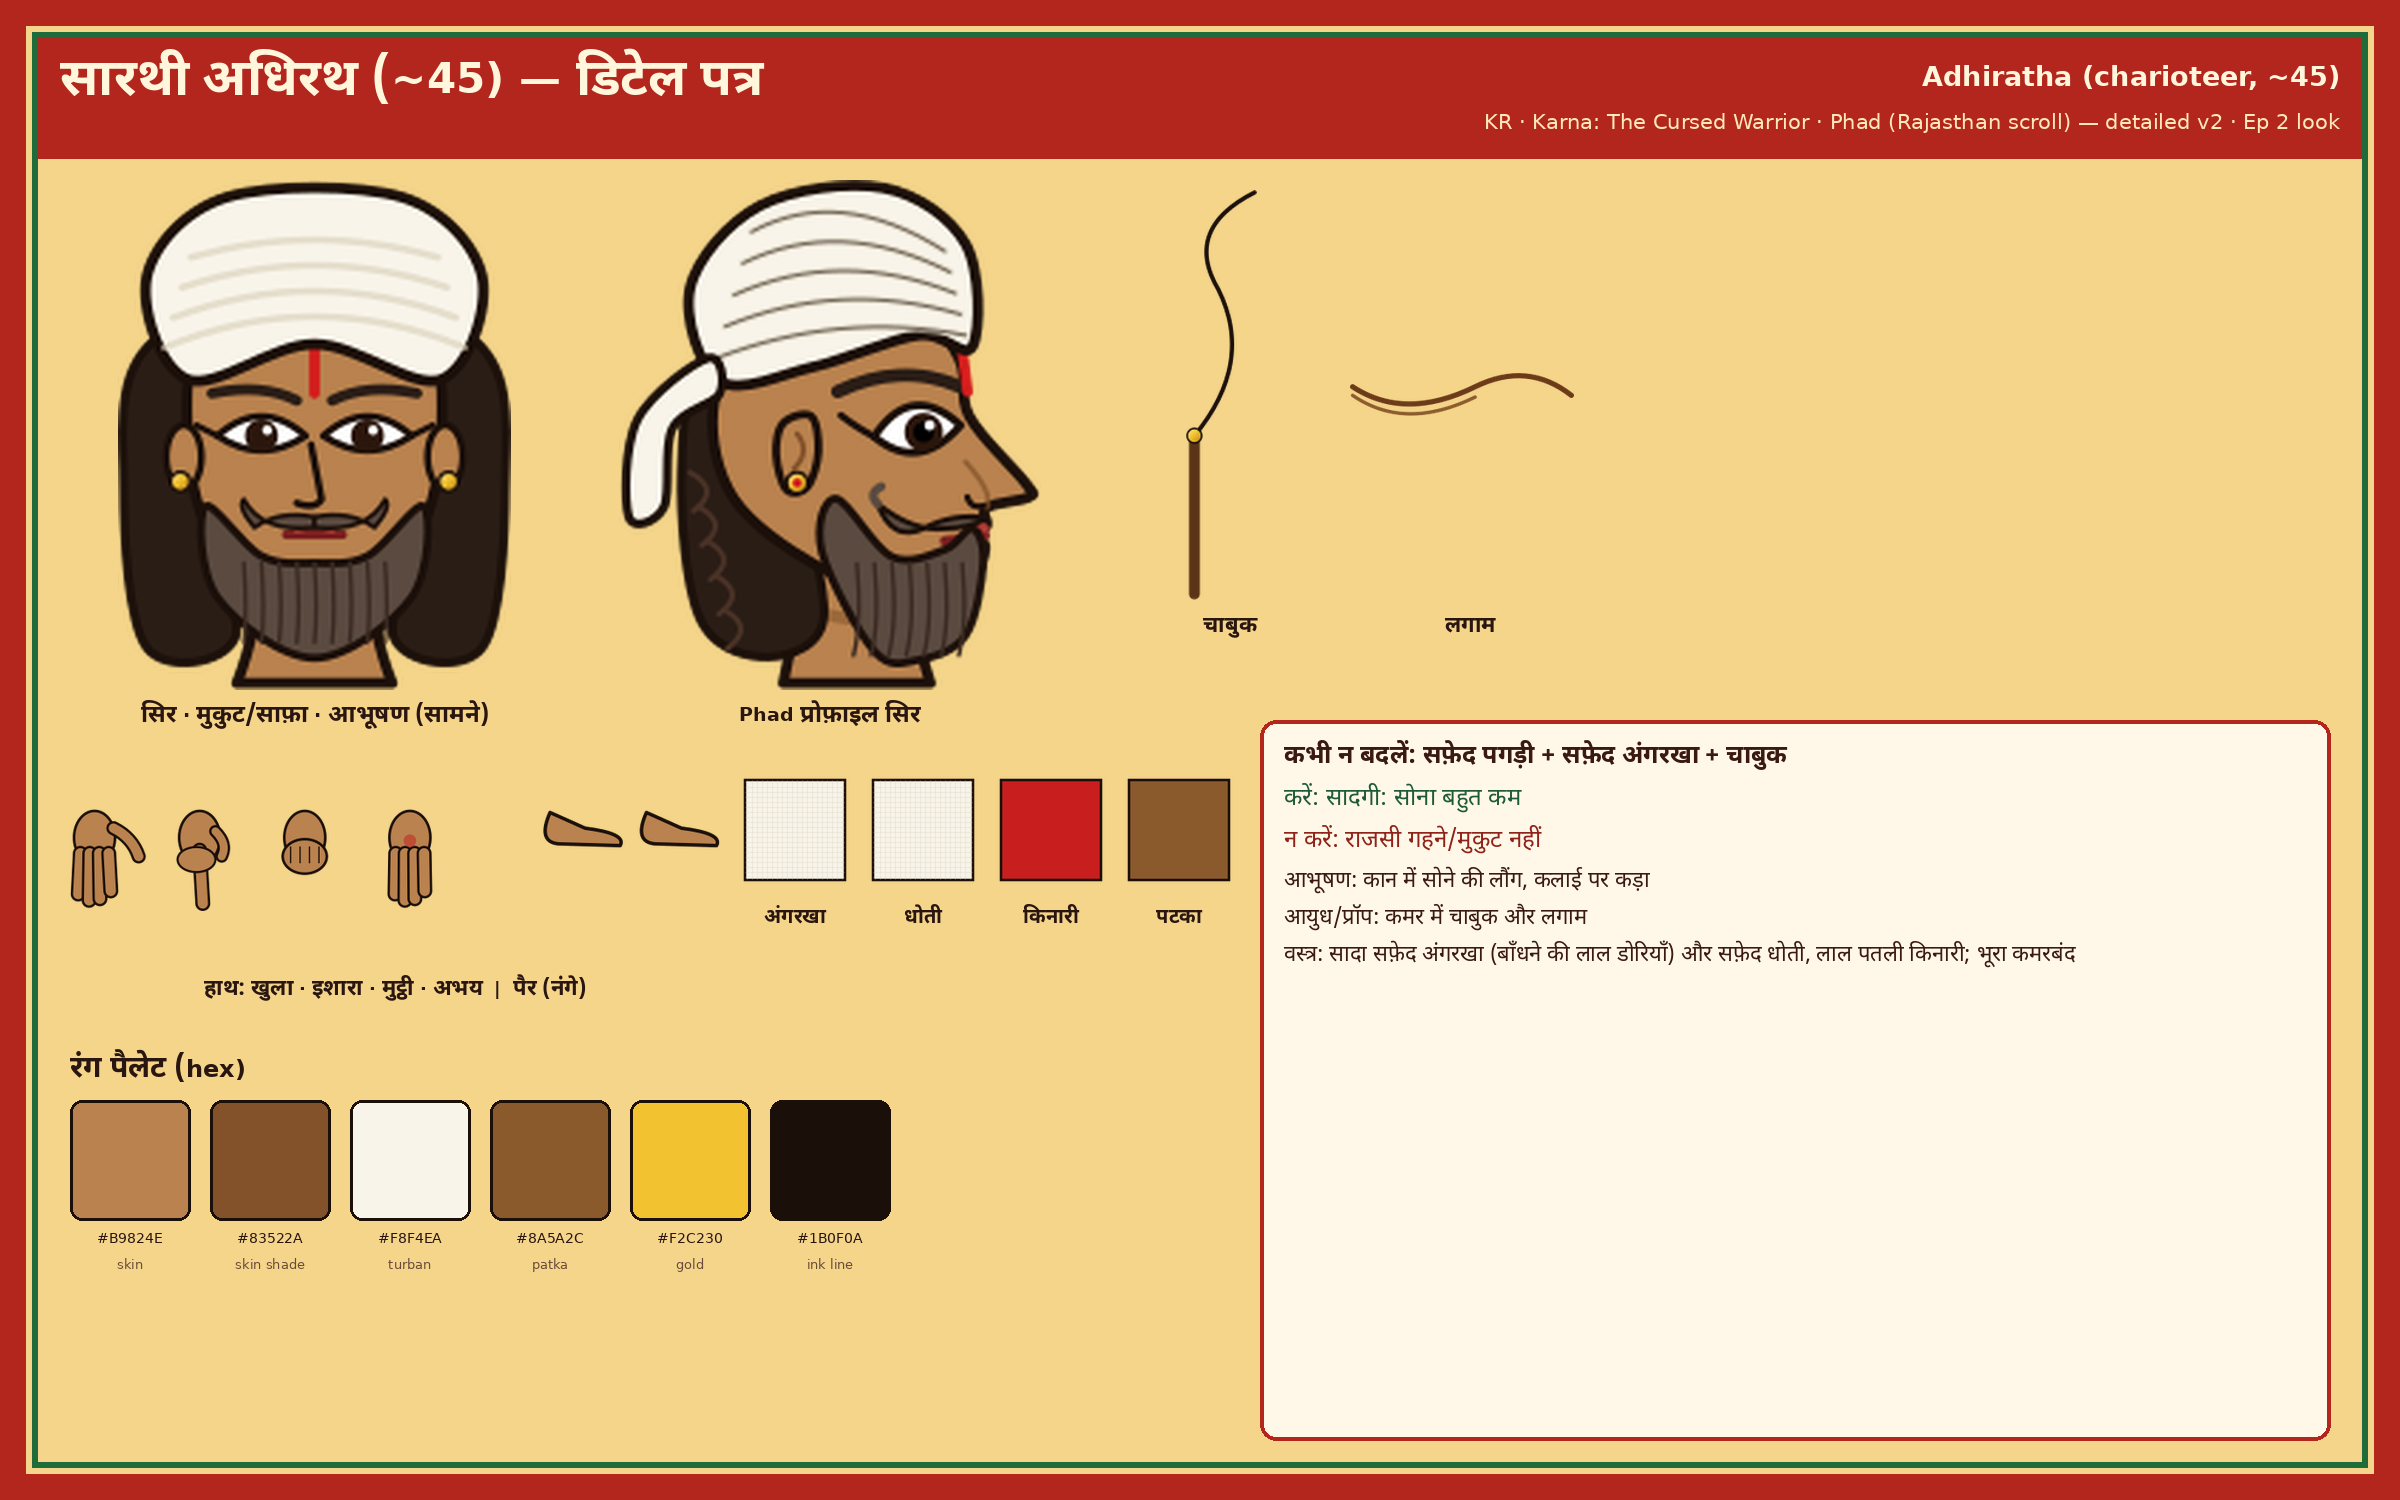 सारथी अधिरथ (~45) — डिटेल पत्र
Adhiratha (charioteer, ~45)
KR · Karna: The Cursed Warrior · Phad (Rajasthan scroll) — detailed v2 · Ep 2 look
चाबुक
लगाम
सिर · मुकुट/साफ़ा · आभूषण (सामने)
Phad प्रोफ़ाइल सिर
कभी न बदलें: सफ़ेद पगड़ी + सफ़ेद अंगरखा + चाबुक
करें: सादगी: सोना बहुत कम
न करें: राजसी गहने/मुकुट नहीं
आभूषण: कान में सोने की लौंग, कलाई पर कड़ा
आयुध/प्रॉप: कमर में चाबुक और लगाम
वस्त्र: सादा सफ़ेद अंगरखा (बाँधने की लाल डोरियाँ) और सफ़ेद धोती, लाल पतली किनारी; भूरा कमरबंद
अंगरखा
धोती
किनारी
पटका
हाथ: खुला · इशारा · मुट्ठी · अभय | पैर (नंगे)
रंग पैलेट (hex)
#B9824E
#83522A
#F8F4EA
#8A5A2C
#F2C230
#1B0F0A
skin
skin shade
turban
patka
gold
ink line